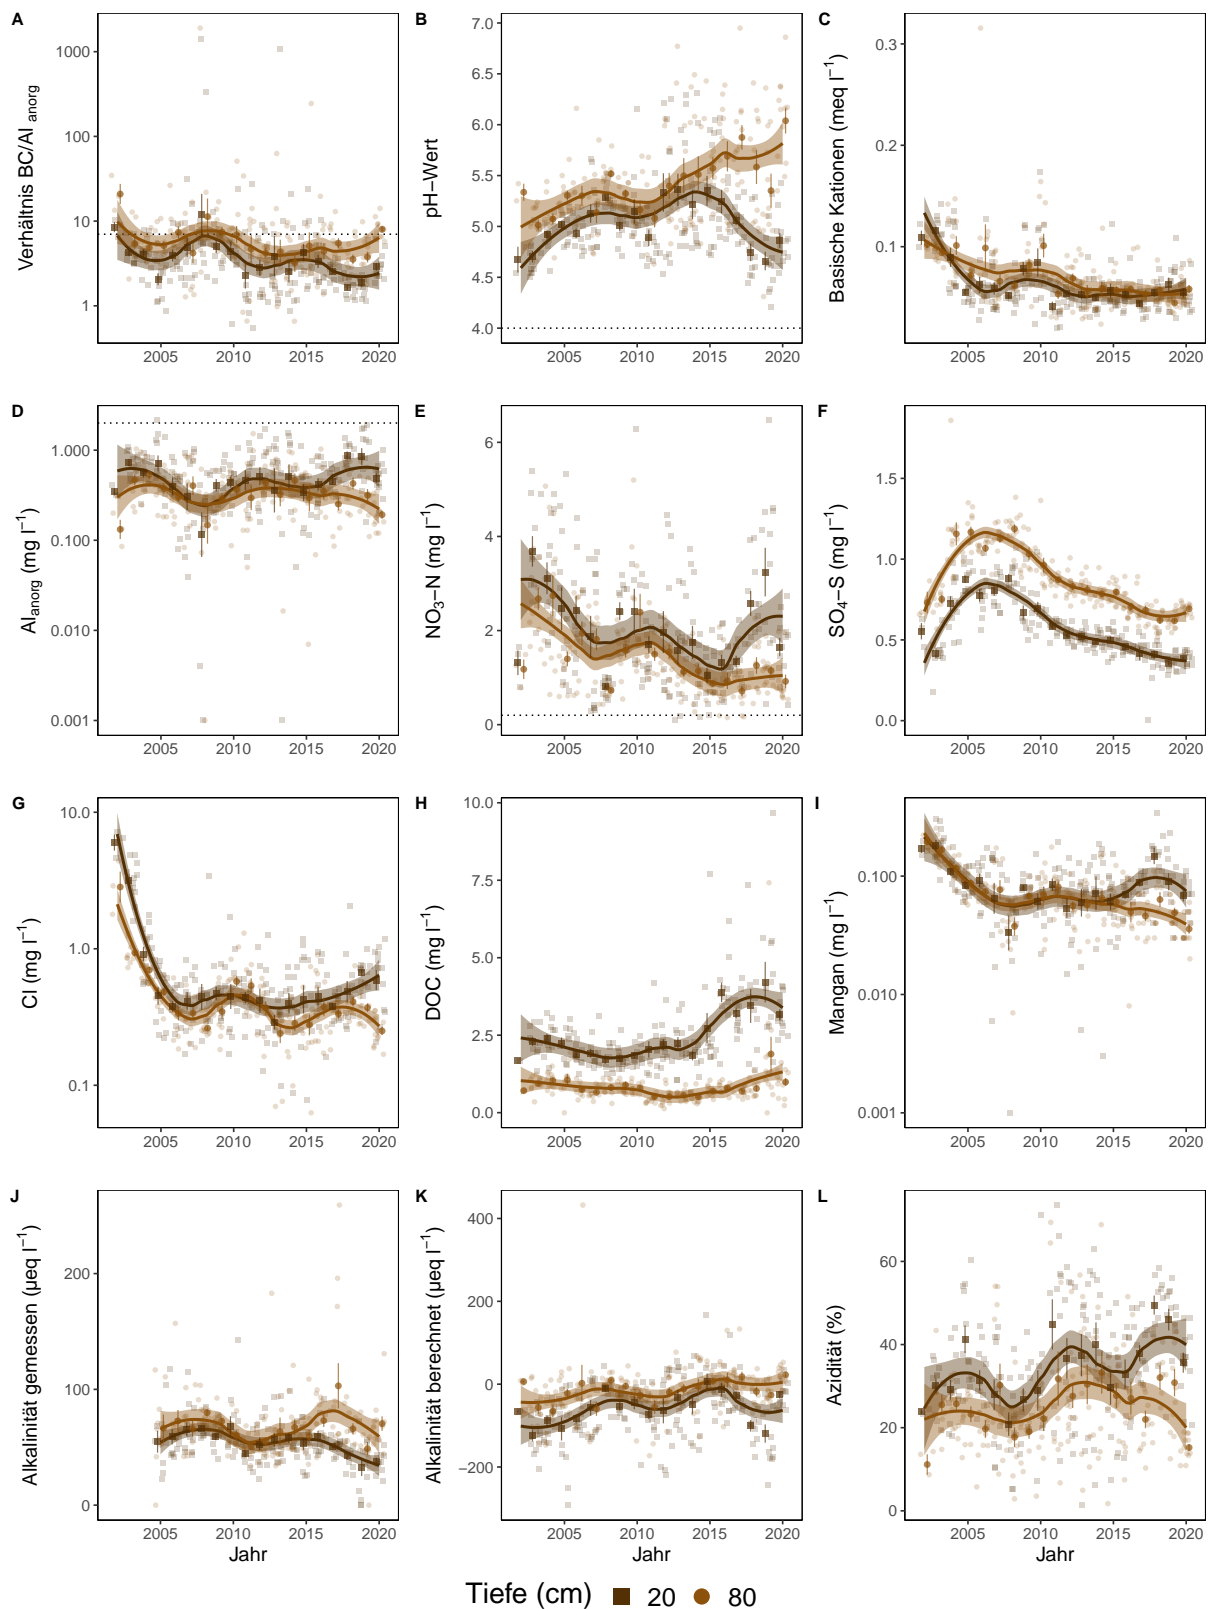 A
Verhältnis BC/Al anorg
1000
100
10
1
2005 2010 2015 2020
B
pH−Wert
7.0
6.5
6.0
5.5
5.0
4.5
4.0
2005 2010 2015 2020
C
Basische Kationen (meq l−1)
0.3
0.2
0.1
2005 2010 2015 2020
D
Al anorg (mg l−1)
1.000
0.100
0.010
0.001
2005 2010 2015 2020
E
NO3−N (mg l−1)
6
4
2
0
2005 2010 2015 2020
F
SO4−S (mg l−1)
1.5
1.0
0.5
0.0
2005 2010 2015 2020
G
Cl (mg l−1)
10.0
1.0
0.1
2005 2010 2015 2020
H
DOC (mg l−1)
10.0
7.5
5.0
2.5
0.0
2005 2010 2015 2020
I
Mangan (mg l−1)
0.100
0.010
0.001
2005 2010 2015 2020
J
Alkalinität gemessen (µeq l−1)
200
100
0
2005 2010 2015 2020
Jahr
K
Alkalinität berechnet (µeq l−1)
400
200
0
−200
2005 2010 2015 2020
Jahr
L
Azidität (%)
60
40
20
0
2005 2010 2015 2020
Jahr
Tiefe (cm) 20 80